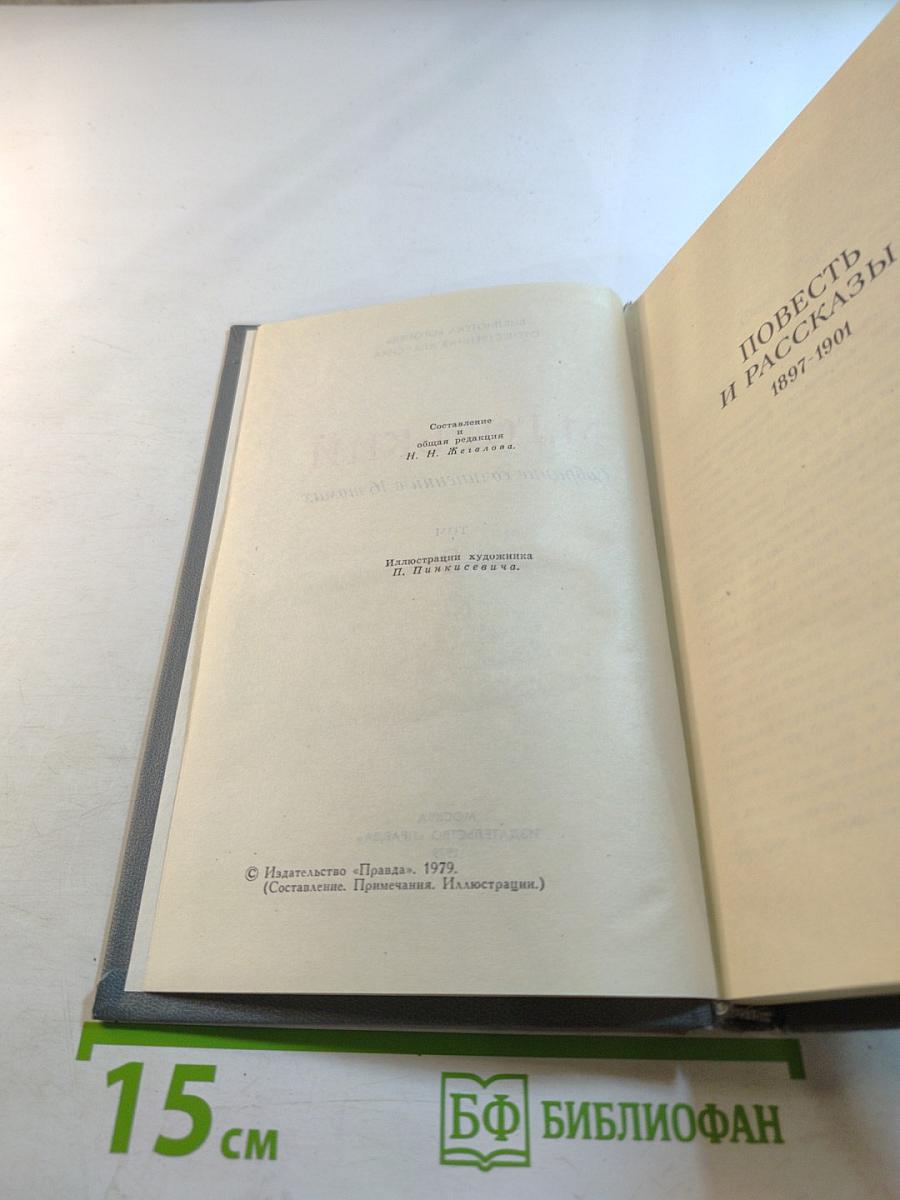 Составление
и
общая редакция
Н. Н. Жегалова.
Иллюстрации художника
П. Пинкисевича.
© Издательство «Правда». 1979.
(Составление. Примечания. Иллюстрации.)
ПОВЕСТЬ
И РАССКАЗЫ
1897-1901
15 см
БФ БИБЛИОФАН